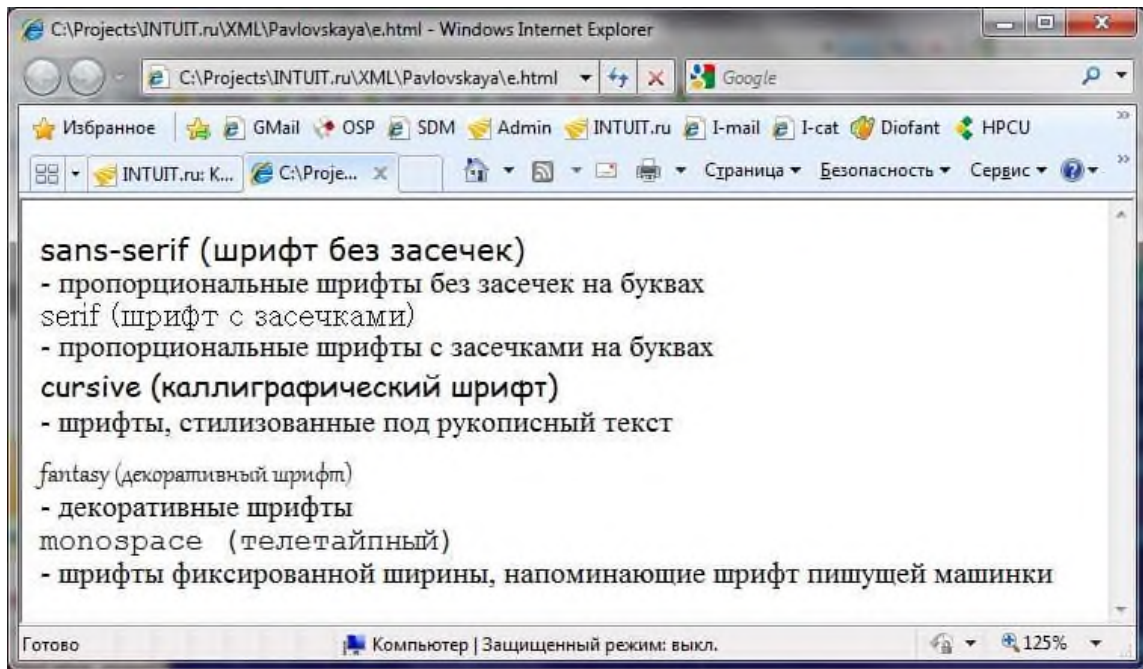 C:\Projects\INTUIT.ru\XML\Pavlovskaya\e.html - Windows Internet Explorer
C:\Projects\INTUIT.ru\XML\Pavlovskaya\e.html Google
Избранное GMail OSP SDM Admin INTUIT.ru I-mail I-cat Diofant HPCU
INTUIT.ru: K... C:\Proje... Страница Безопасность Сервис
sans-serif (шрифт без засечек)
- пропорциональные шрифты без засечек на буквах
serif (шрифт с засечками)
- пропорциональные шрифты с засечками на буквах
cursive (каллиграфический шрифт)
- шрифты, стилизованные под рукописный текст
fantasy (декоративный шрифт)
- декоративные шрифты
monospace (телетайпный)
- шрифты фиксированной ширины, напоминающие шрифт пишущей машинки
Готово Компьютер | Защищенный режим: выкл. 125%